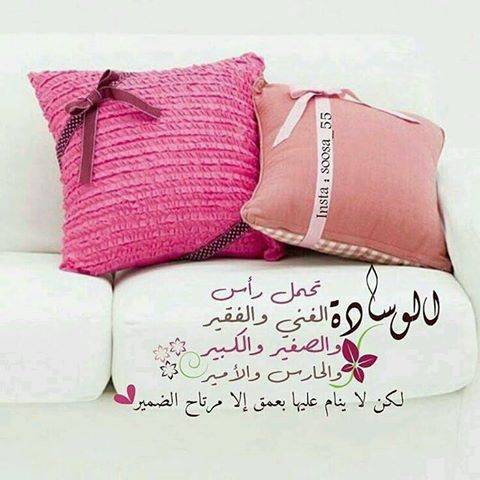 Insta : soosa_55
الوسادة
تحمل رأس
الغني والفقير
والصغير والكبير
والحارس والأمير
لكن لا ينام عليها بعمق إلا مرتاح الضمير